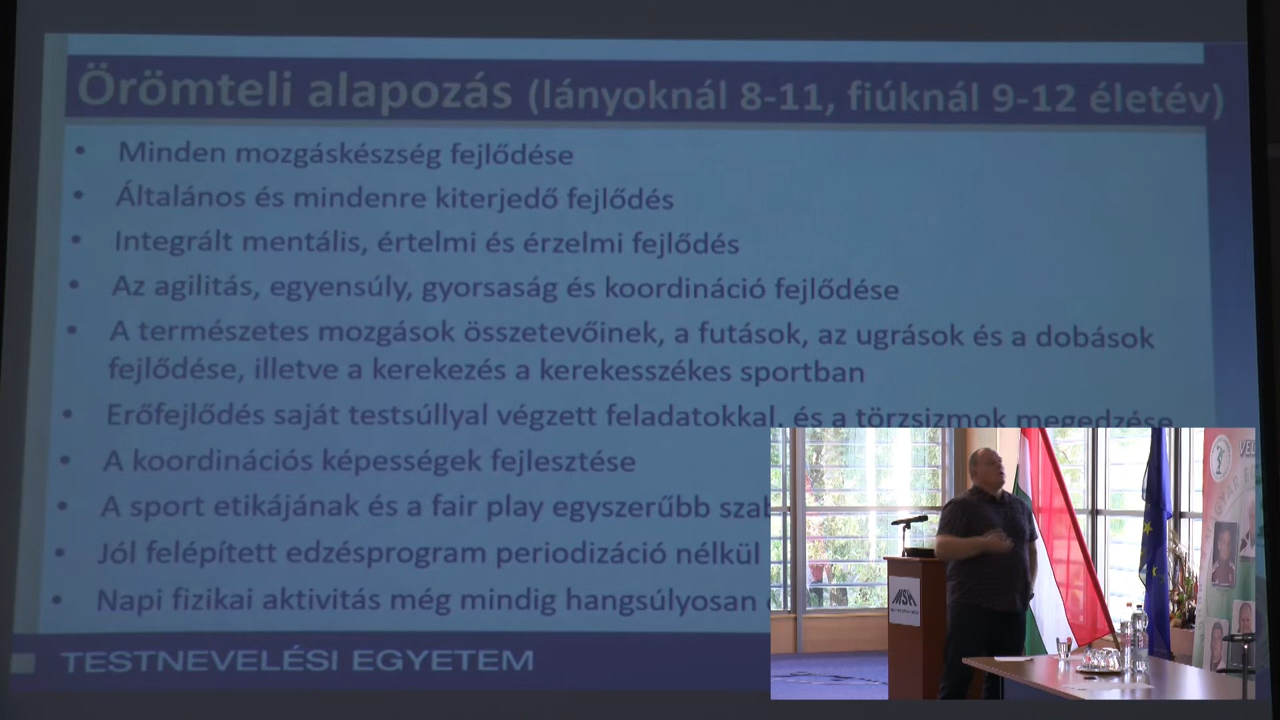 Örömteli alapozás (lányoknál 8-11, fiúknál 9-12 életév)
• Minden mozgáskészség fejlődése
• Általános és mindenre kiterjedő fejlődés
• Integrált mentális, értelmi és érzelmi fejlődés
• Az agilitás, egyensúly, gyorsaság és koordináció fejlődése
• A természetes mozgások összetevőinek, a futások, az ugrások és a dobások
fejlődése, illetve a kerekezés a kerekesszékes sportban
• Erőfejlődés saját testsúllyal végzett feladatokkal, és a törzsizmok megedzése
• A koordinációs képességek fejlesztése
• A sport etikájának és a fair play egyszerűbb
• Jól felépített edzésprogram periodizáció nélkül
• Napi fizikai aktivitás még mindig hangsúlyosan
TESTNEVELÉSI EGYETEM
MSH